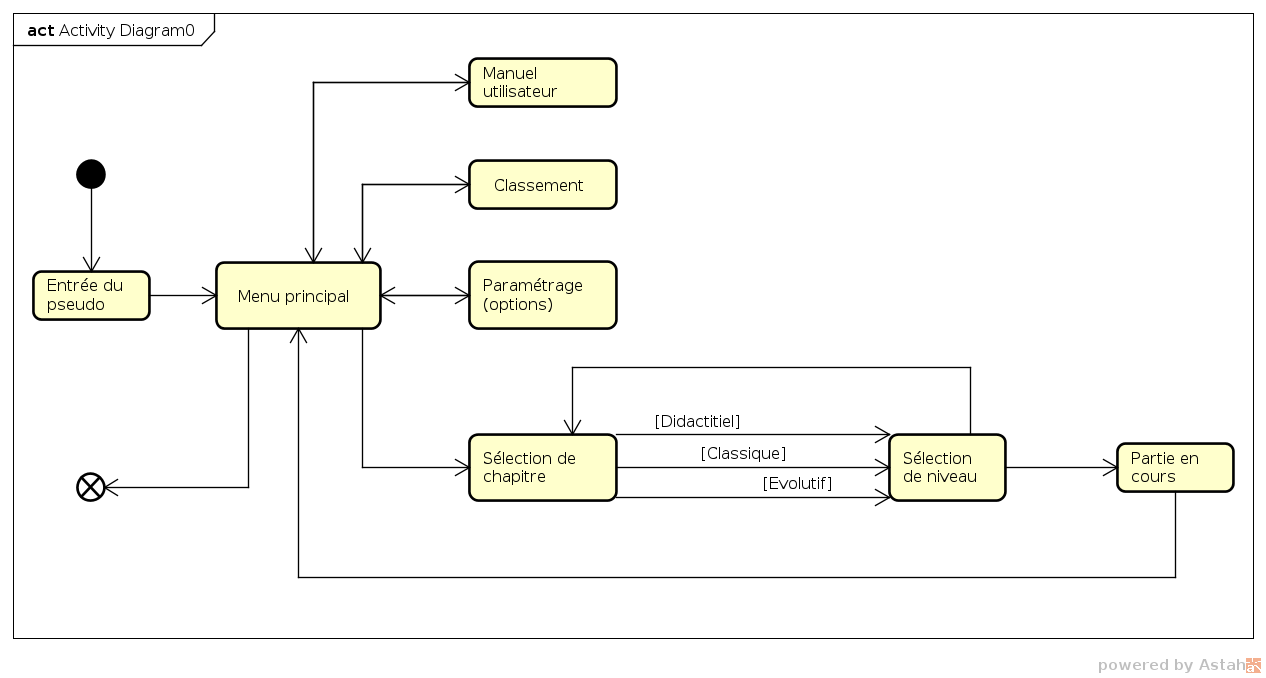 act Activity Diagram0
Manuel
utilisateur
Classement
Entrée du
pseudo
Menu principal
Paramétrage
(options)
[Didactitiel]
[Classique]
[Evolutif]
Sélection de
chapitre
Sélection
de niveau
Partie en
cours
powered by Astah